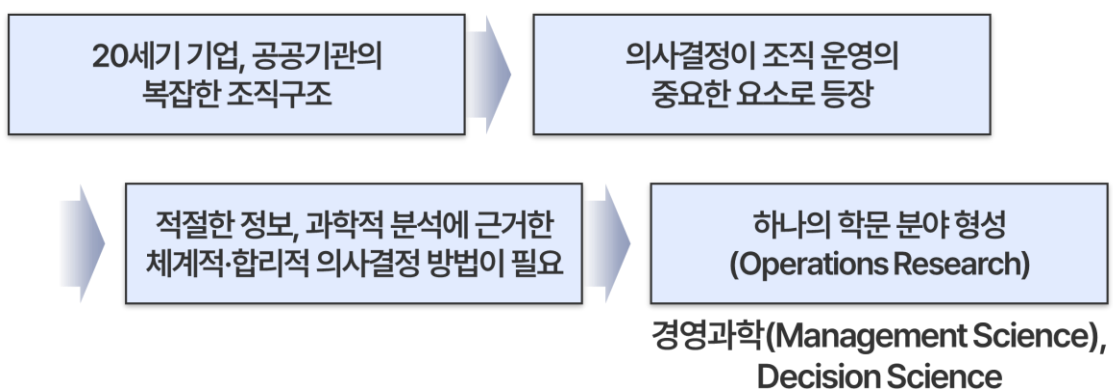 20세기 기업, 공공기관의
복잡한 조직구조
의사결정이 조직 운영의
중요한 요소로 등장
적절한 정보, 과학적 분석에 근거한
체계적·합리적 의사결정 방법이 필요
하나의 학문 분야 형성
(Operations Research)
경영과학(Management Science),
Decision Science